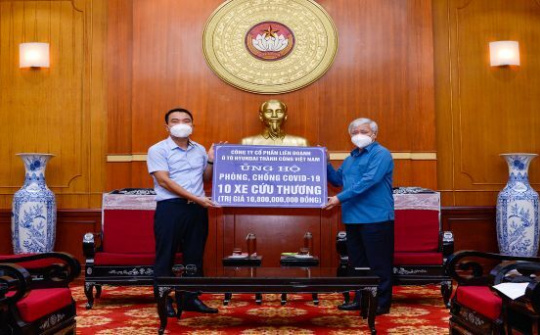 CÔNG TY CỔ PHẦN LIÊN DOANH
Ô TÔ HYUNDAI THÀNH CÔNG VIỆT NAM
ỦNG HỘ
PHÒNG, CHỐNG COVID-19
10 XE CỨU THƯƠNG
(TRỊ GIÁ 10,800,000,000 ĐỒNG)